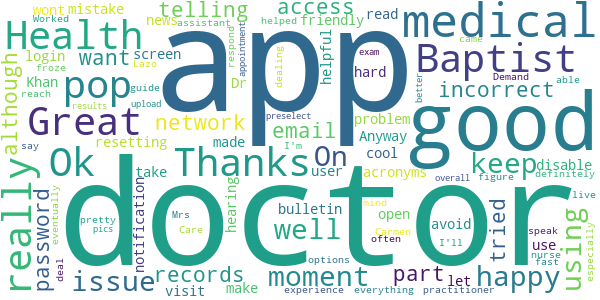 wont mistake
news
telling
assistant
access
friendly
read
medical
Worked
Health
app
helped
respond
login
froze
want
screen
Lazo
appointment
dealing
helpful
exam
hard
Baptist
good
pop
Khan
reach
guide
Dr
better
Demand
came
able
although
results
upload
Great
network
email
preselect
I'm
problem
Anyway
incorrect
say
resetting
made
cool
user
acronyms
Ok
Thanks
On
keep
disable
overall
figure
definitely
really
take
doctor
hearing
using
live
password
notification
eventually
pretty
pics
Mrs
Care
bulletin
well
mind
Carmen
often
open
avoid
I'll
tried
use
speak
nurse
fast
especially
issue
deal
records
visit
moment
make
options
experience
part
everything
let
practitioner
happy